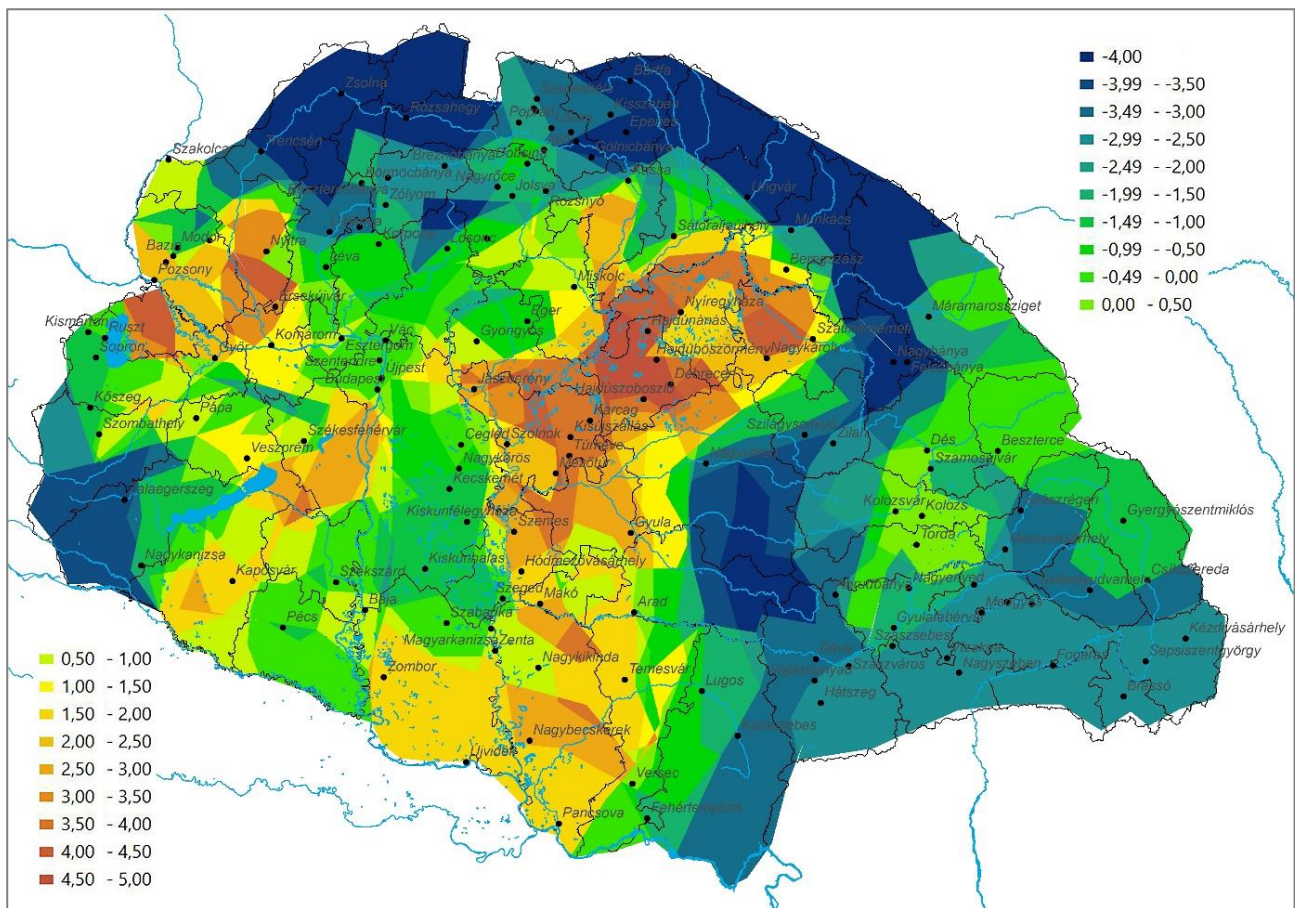 -4,00
-3,99 - -3,50
-3,49 - -3,00
-2,99 - -2,50
-2,49 - -2,00
-1,99 - -1,50
-1,49 - -1,00
-0,99 - -0,50
-0,49 - 0,00
0,00 - 0,50
Bártfa
Zsolna
Kisszeben
Rózsahegy
Eperjes
Szakolca
Trencsén
Gölnicbánya
Körmöcbánya
Kassa
Nagyrőce
Jolsva
Ungvár
Zólyom
Rozsnyó
Munkács
Sátoraljaújhely
Modor
Nyitra
Korpona
Losonc
Bazin
Léva
Beregszász
Pozsony
Miskolc
Érsekújvár
Nyíregyháza
Máramarossziget
Kismarton
Ruszt
Eger
Hajdúnánás
Komárom
Vác
Gyöngyös
Szatmárnémeti
Sopron
Győr
Esztergom
Hajdúböszörmény
Nagykároly
Nagybánya
Szentendre
Felsőbánya
Budapest
Újpest
Jászberény
Debrecen
Hajdúszoboszló
Kőszeg
Pápa
Karcag
Szombathely
Székesfehérvár
Kisújszállás
Szilágysomlyó
Zilah
Veszprém
Cegléd
Szolnok
Túrkeve
Dés
Beszterce
Nagykőrös
Mezőtúr
Nagyvárad
Szamosújvár
Kecskemét
Zalaegerszeg
Kolozsvár
Kolozs
Szászrégen
Kiskunfélegyháza
Szentes
Gyula
Gyergyószentmiklós
Torda
Marosvásárhely
Nagykanizsa
Kaposvár
Szekszárd
Kiskunhalas
Hódmezővásárhely
Csíkszereda
Nagyenyed
Székelyudvarhely
Szeged
Makó
Arad
Baja
Pécs
Szabadka
Gyulafehérvár
Kézdivásárhely
Magyarkanizsa
Zenta
Szászsebes
Zombor
Nagykikinda
Temesvár
Szászváros
Nagyszeben
Fogaras
Sepsiszentgyörgy
Lugos
Hátszeg
Brassó
Nagybecskerek
Karánsebes
Újvidék
Versec
Pancsova
Fehértemplom
0,50 - 1,00
1,00 - 1,50
1,50 - 2,00
2,00 - 2,50
2,50 - 3,00
3,00 - 3,50
3,50 - 4,00
4,00 - 4,50
4,50 - 5,00